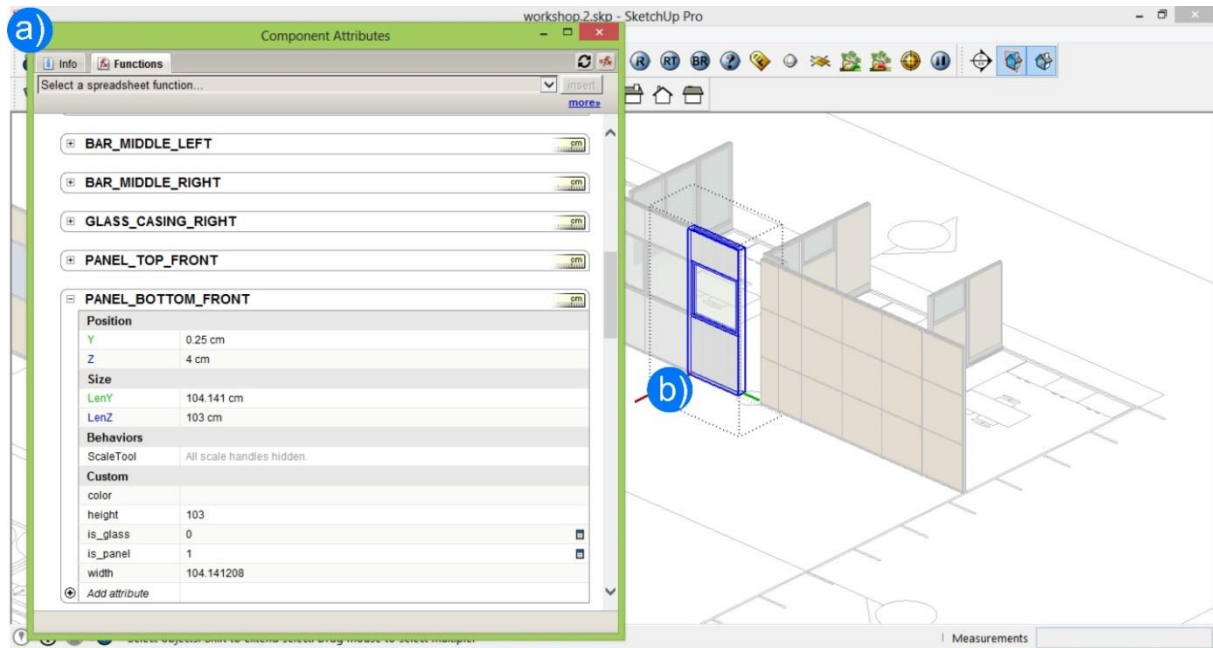 workshop.2.skp - SketchUp Pro
a)
Component Attributes
Info Functions
Select a spreadsheet function... insert
more»
R RT BR
BAR_MIDDLE_LEFT cm
BAR_MIDDLE_RIGHT cm
GLASS_CASING_RIGHT cm
PANEL_TOP_FRONT cm
PANEL_BOTTOM_FRONT cm
Position
Y 0.25 cm
Z 4 cm
Size
LenY 104.141 cm
LenZ 103 cm
Behaviors
ScaleTool All scale handles hidden.
Custom
color
height 103
is_glass 0
is_panel 1
width 104.141208
Add attribute
b)
Measurements